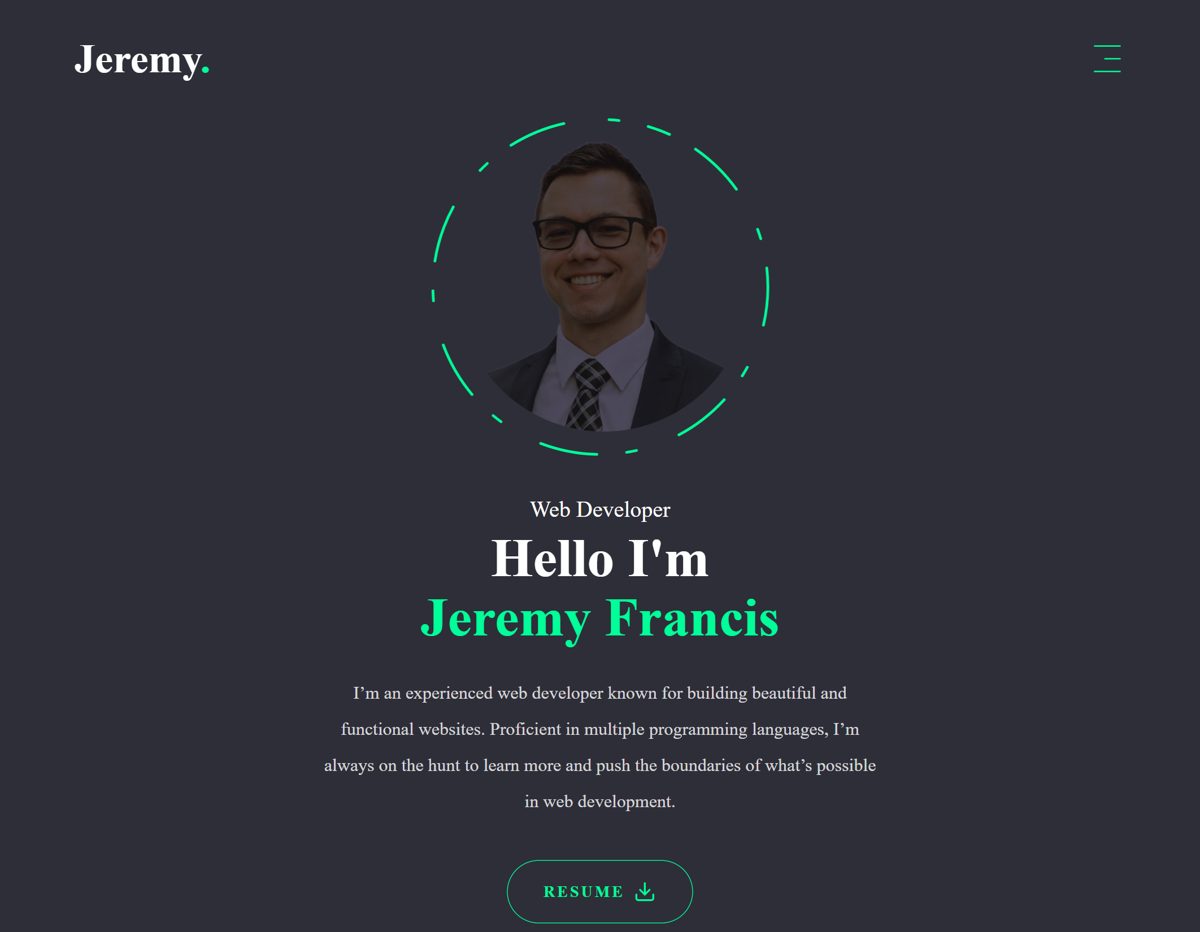 Jeremy.
Web Developer
Hello I'm
Jeremy Francis
I’m an experienced web developer known for building beautiful and
functional websites. Proficient in multiple programming languages, I’m
always on the hunt to learn more and push the boundaries of what’s possible
in web development.
RESUME